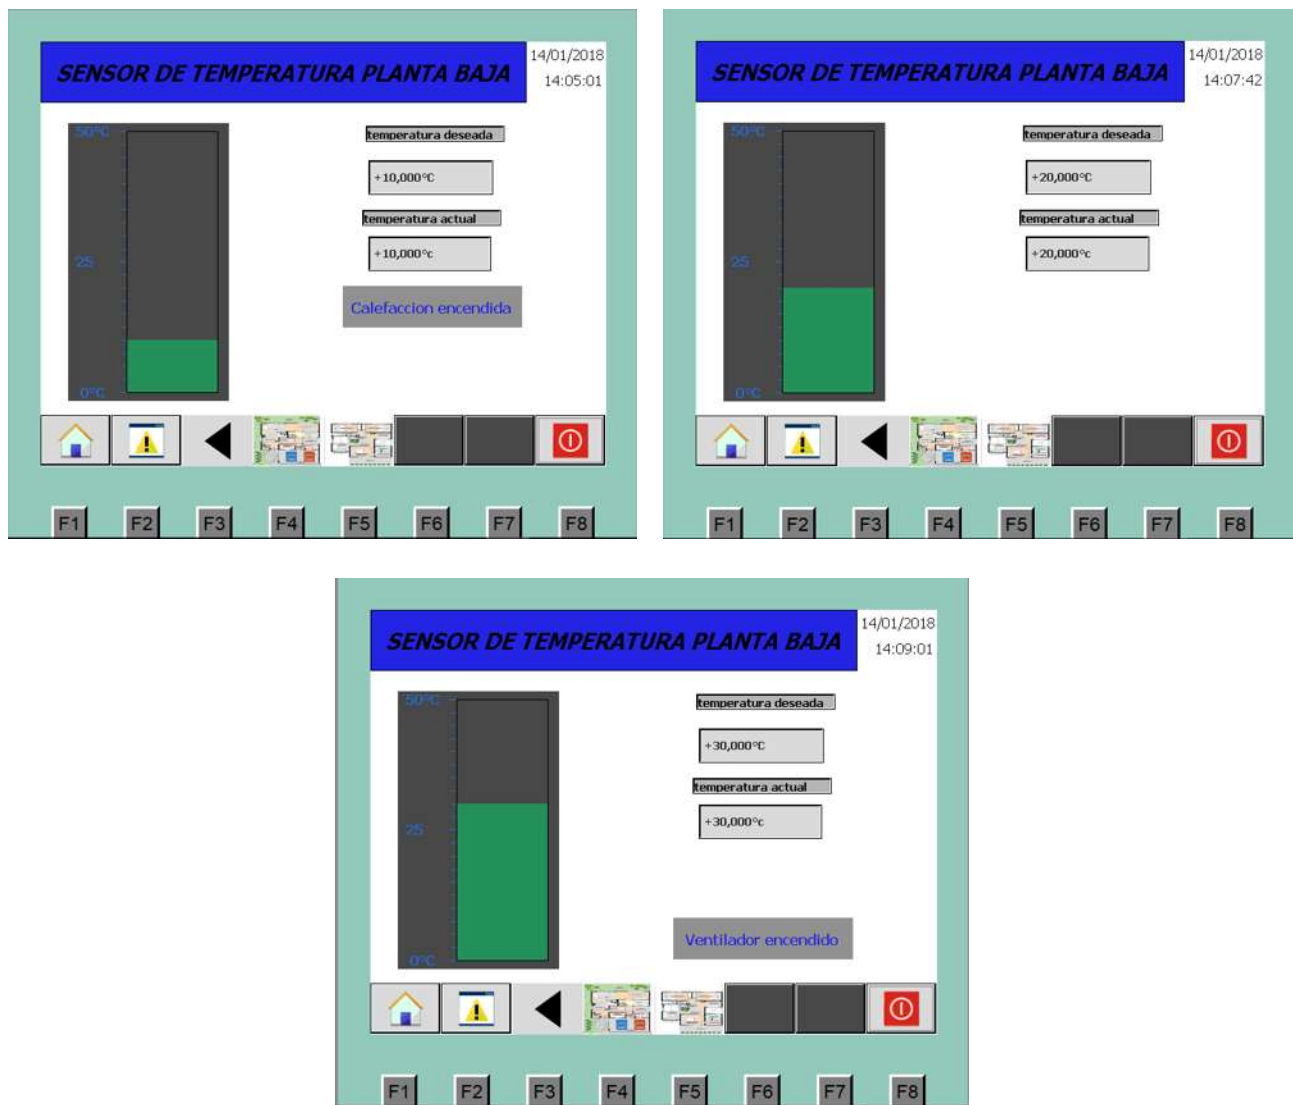 SENSOR DE TEMPERATURA PLANTA BAJA
14/01/2018
14:05:01
50°C
25
0°C
temperatura deseada
+10,000°C
temperatura actual
+10,000°c
Calefaccion encendida
F1 F2 F3 F4 F5 F6 F7 F8
SENSOR DE TEMPERATURA PLANTA BAJA
14/01/2018
14:07:42
50°C
25
0°C
temperatura deseada
+20,000°C
temperatura actual
+20,000°c
F1 F2 F3 F4 F5 F6 F7 F8
SENSOR DE TEMPERATURA PLANTA BAJA
14/01/2018
14:09:01
50°C
25
0°C
temperatura deseada
+30,000°C
temperatura actual
+30,000°c
Ventilador encendido
F1 F2 F3 F4 F5 F6 F7 F8